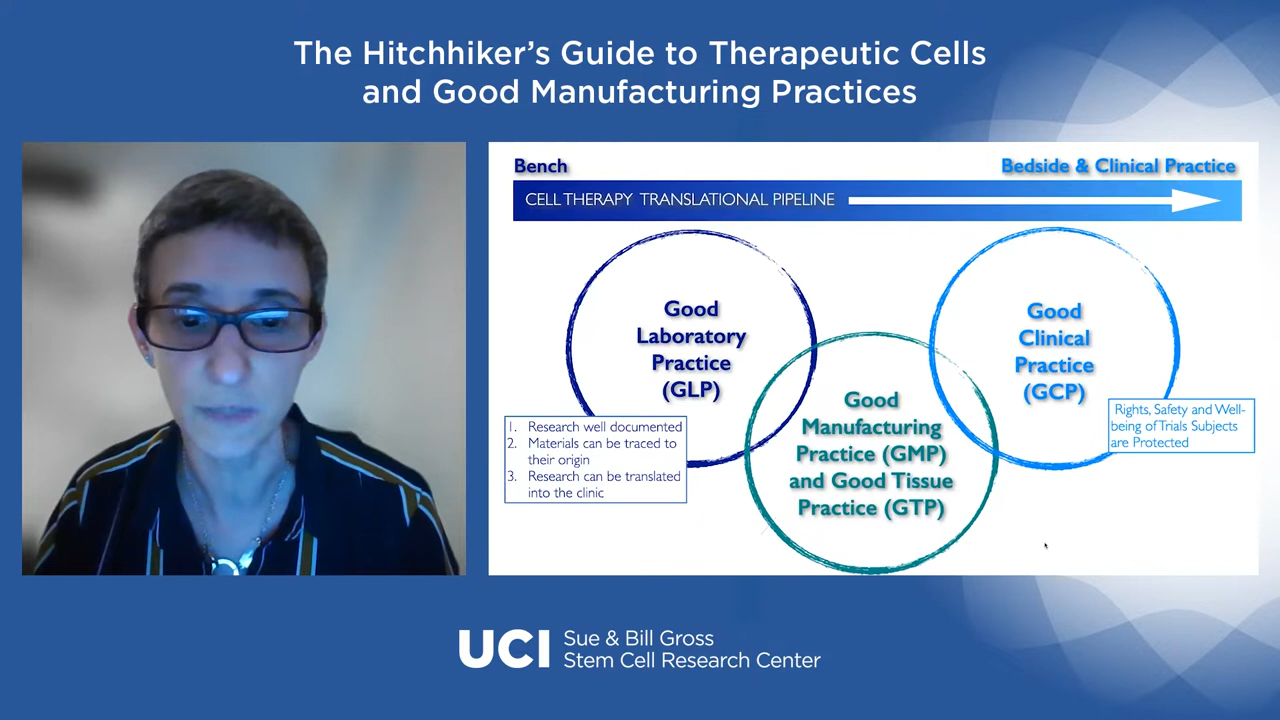 The Hitchhiker's Guide to Therapeutic Cells
and Good Manufacturing Practices
Bench
Bedside & Clinical Practice
CELL THERAPY TRANSLATIONAL PIPELINE
Good
Laboratory
Practice
(GLP)
1. Research well documented
2. Materials can be traced to
their origin
3. Research can be translated
into the clinic
Good
Manufacturing
Practice (GMP)
and Good Tissue
Practice (GTP)
Good
Clinical
Practice
(GCP)
Rights, Safety and Well-
being of Trials Subjects
are Protected
UCI
Sue & Bill Gross
Stem Cell Research Center